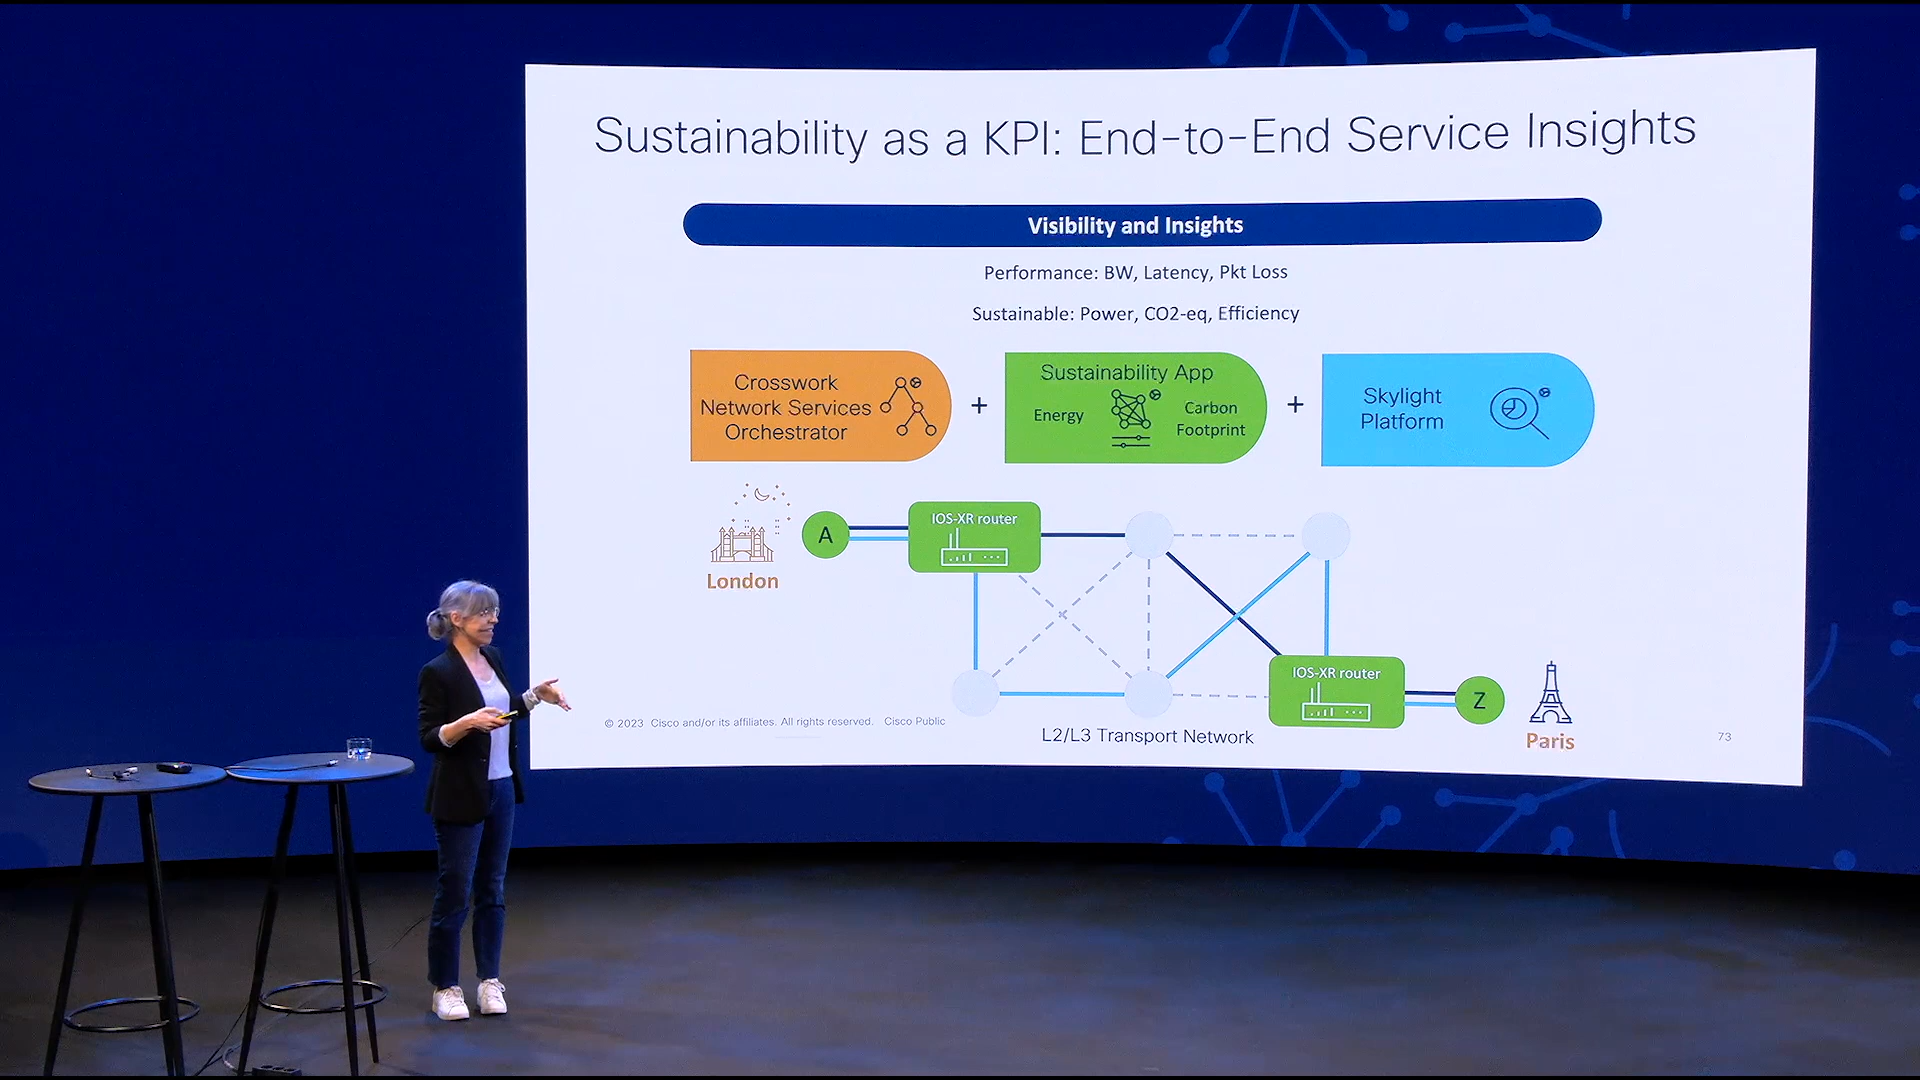 Sustainability as a KPI: End-to-End Service Insights
Visibility and Insights
Performance: BW, Latency, Pkt Loss
Sustainable: Power, CO2-eq, Efficiency
Crosswork
Network Services
Orchestrator
+
Sustainability App
Energy
Carbon
Footprint
+
Skylight
Platform
London
A
IOS-XR router
IOS-XR router
Z
Paris
© 2023 Cisco and/or its affiliates. All rights reserved. Cisco Public
L2/L3 Transport Network
73